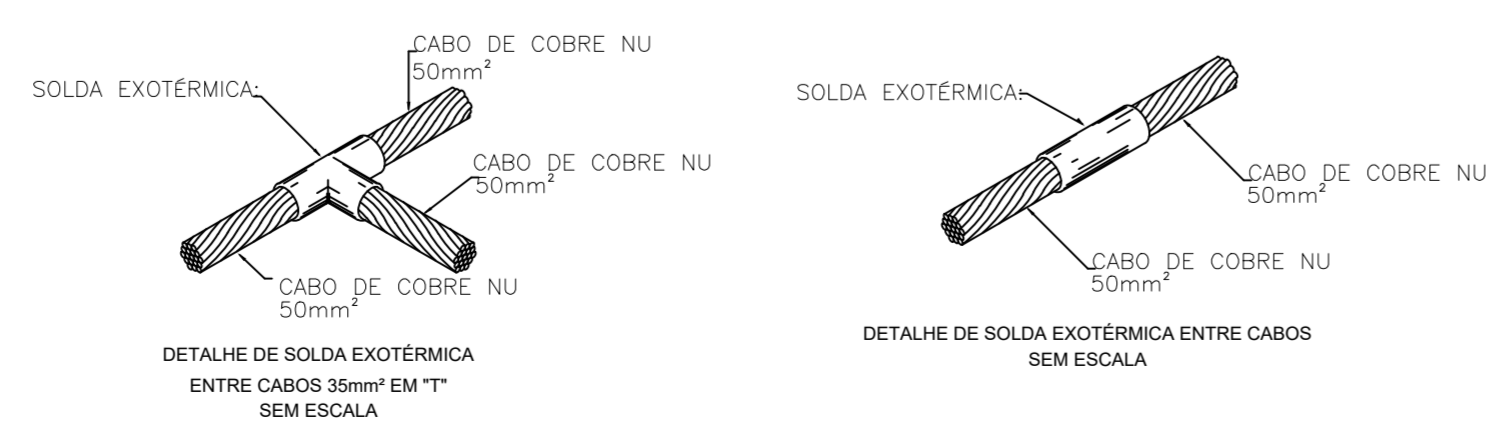 CABO DE COBRE NU
50mm²
SOLDA EXOTÉRMICA:
CABO DE COBRE NU
50mm²
CABO DE COBRE NU
50mm²
DETALHE DE SOLDA EXOTÉRMICA
ENTRE CABOS 35mm² EM "T"
SEM ESCALA
SOLDA EXOTÉRMICA:
CABO DE COBRE NU
50mm²
CABO DE COBRE NU
50mm²
DETALHE DE SOLDA EXOTÉRMICA ENTRE CABOS
SEM ESCALA